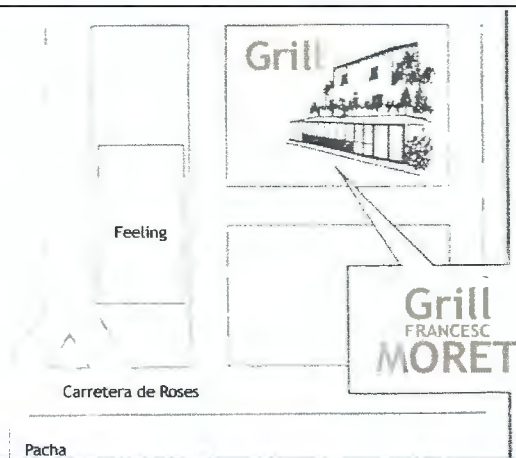 Grill
Feeling
Grill
FRANCESC
MORET
Carretera de Roses
Pacha